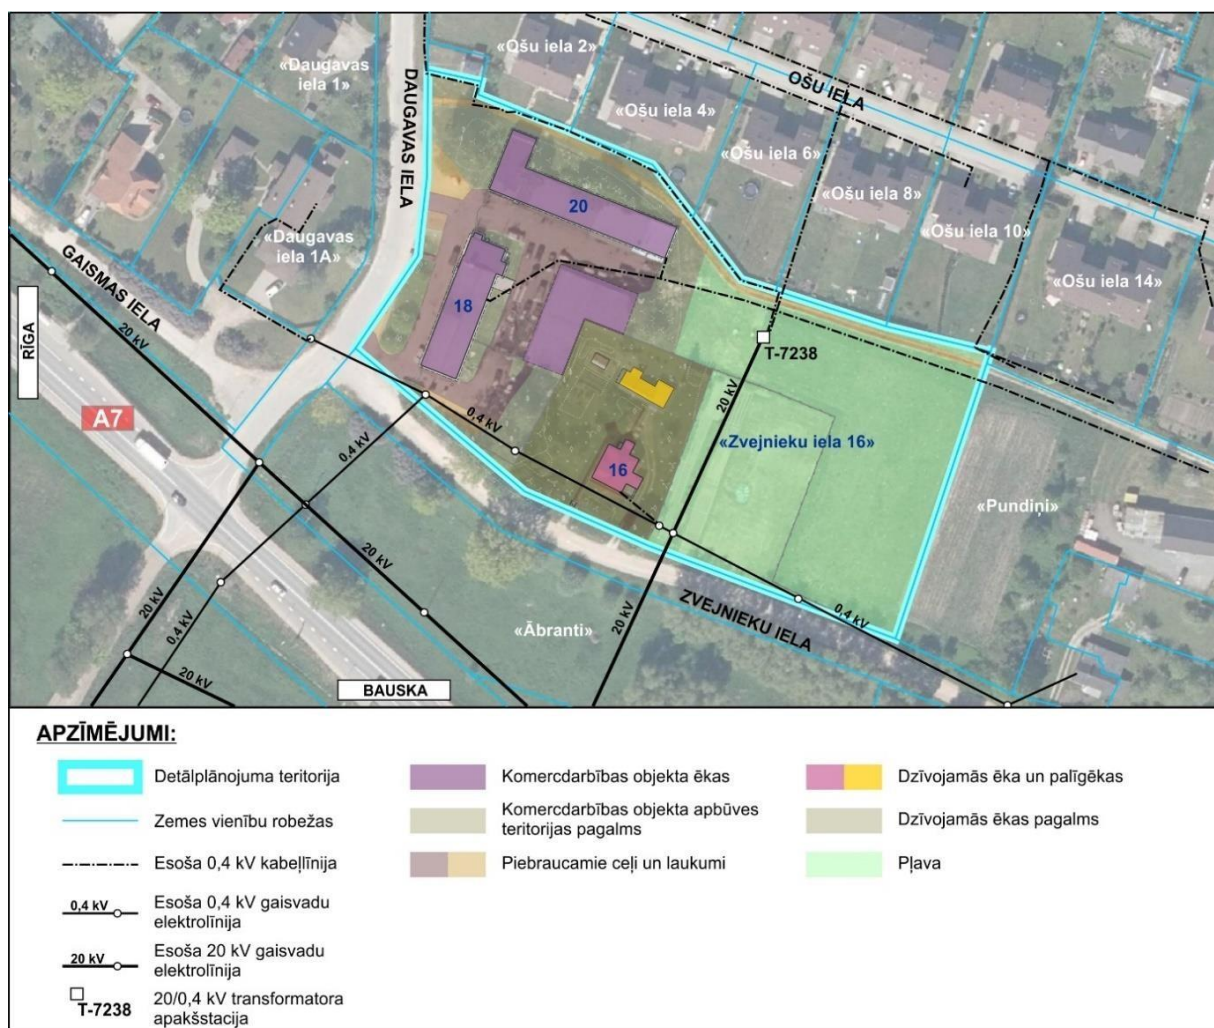 «Ošu iela 2»
«Daugavas
iela 1»
DAUGAVAS IELA
OŠU IELA
«Ošu iela 4»
«Ošu iela 6»
«Ošu iela 8»
20
«Ošu iela 10»
«Daugavas
iela 1A»
GAISMAS IELA
«Ošu iela 14»
18
RĪGA
20 kV
T-7238
A7
20 kV
0,4 kV
«Zvejnieku iela 16»
0,4 kV
16
«Pundiņi»
20 kV
20 kV
0,4 kV
20 kV
ZVEJNIEKU IELA
0,4 kV
«Ābranti»
20 kV
BAUSKA
APZĪMĒJUMI:
Detālplānojuma teritorija
Zemes vienību robežas
Esoša 0,4 kV kabeļlīnija
0,4 kV
Esoša 0,4 kV gaisvadu
elektrolīnija
20 kV
Esoša 20 kV gaisvadu
elektrolīnija
T-7238
20/0,4 kV transformatora
apakšstacija
Komercdarbības objekta ēkas
Komercdarbības objekta apbūves
teritorijas pagalms
Piebraucamie ceļi un laukumi
Dzīvojamās ēka un palīgēkas
Dzīvojamās ēkas pagalms
Pļava